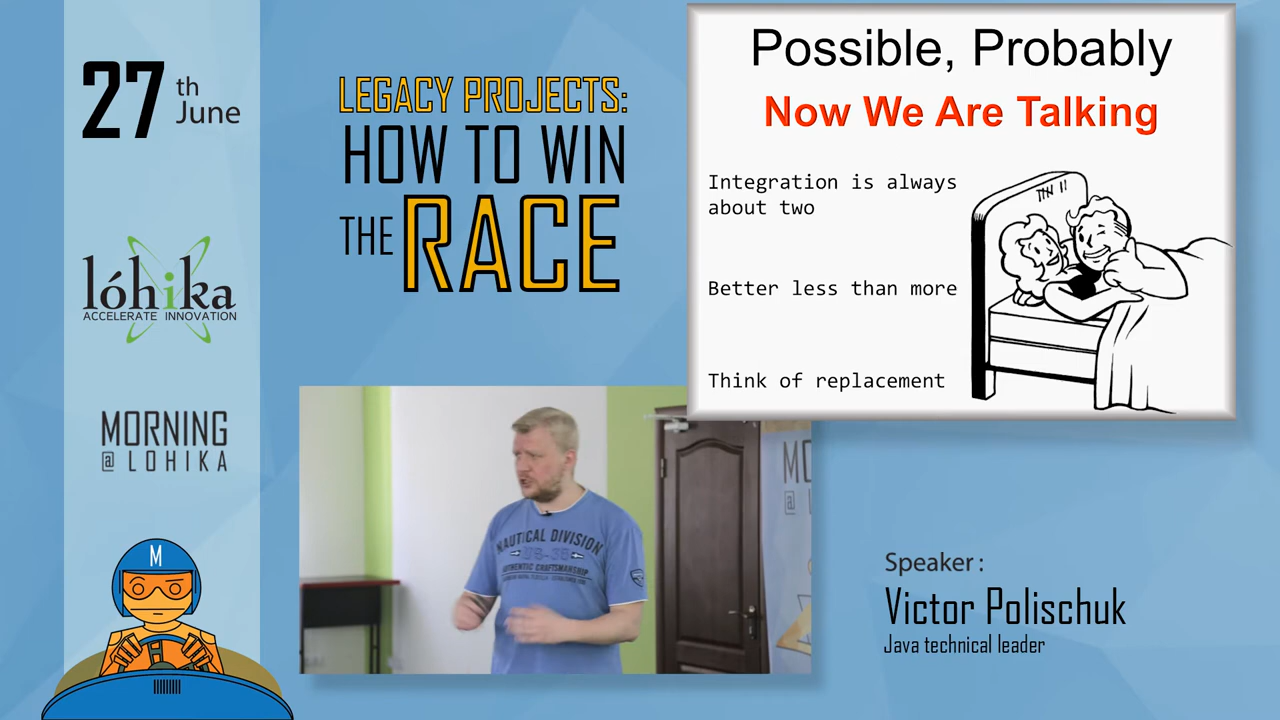 27 th
June
lóhika
ACCELERATE INNOVATION
MORNING
@ LOHIKA
M
LEGACY PROJECTS:
HOW TO WIN
THE RACE
Possible, Probably
Now We Are Talking
Integration is always
about two
Better less than more
Think of replacement
NAUTICAL DIVISION
AUTHENTIC CRAFTSMARSHIP
MO
@ L
Speaker :
Victor Polischuk
Java technical leader